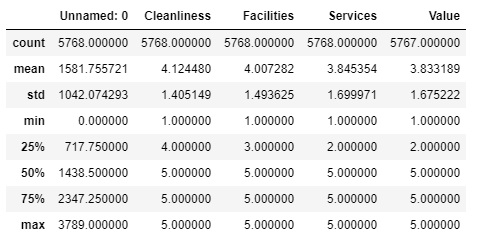 Unnamed: 0 Cleanliness Facilities Services Value
count 5768.000000 5768.000000 5768.000000 5768.000000 5767.000000
mean 1581.755721 4.124480 4.007282 3.845354 3.833189
std 1042.074293 1.405149 1.493625 1.699971 1.675222
min 0.000000 1.000000 1.000000 1.000000 1.000000
25% 717.750000 4.000000 3.000000 2.000000 2.000000
50% 1438.500000 5.000000 5.000000 5.000000 5.000000
75% 2347.250000 5.000000 5.000000 5.000000 5.000000
max 3789.000000 5.000000 5.000000 5.000000 5.000000